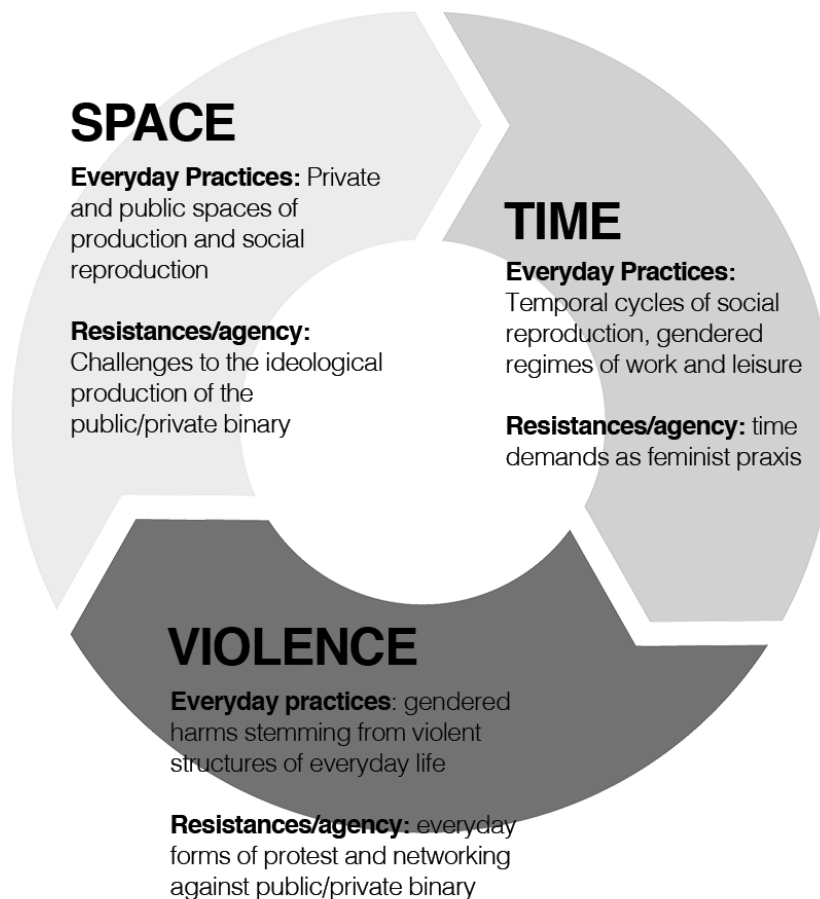 SPACE
Everyday Practices: Private
and public spaces of
production and social
reproduction
Resistances/agency:
Challenges to the ideological
production of the
public/private binary
TIME
Everyday Practices:
Temporal cycles of social
reproduction, gendered
regimes of work and leisure
Resistances/agency: time
demands as feminist praxis
VIOLENCE
Everyday practices: gendered
harms stemming from violent
structures of everyday life
Resistances/agency: everyday
forms of protest and networking
against public/private binary